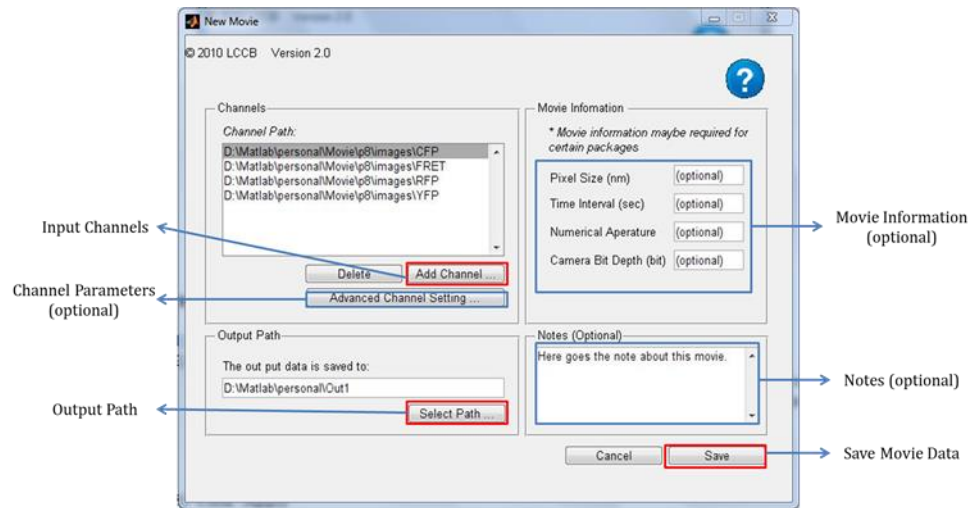 New Movie
© 2010 LCCB Version 2.0
?
Channels
Channel Path:
D:\Matlab\personal\Movie\p8\images\CFP
D:\Matlab\personal\Movie\p8\images\FRET
D:\Matlab\personal\Movie\p8\images\RFP
D:\Matlab\personal\Movie\p8\images\YFP
Delete
Add Channel ...
Advanced Channel Setting ...
Movie Infomation
* Movie information maybe required for
certain packages
Pixel Size (nm) (optional)
Time Interval (sec) (optional)
Numerical Aperature (optional)
Camera Bit Depth (bit) (optional)
Output Path
The out put data is saved to:
D:\Matlab\personal\Out1
Select Path ...
Notes (Optional)
Here goes the note about this movie.
Cancel
Save
Input Channels
Channel Parameters
(optional)
Output Path
Movie Information
(optional)
Notes (optional)
Save Movie Data